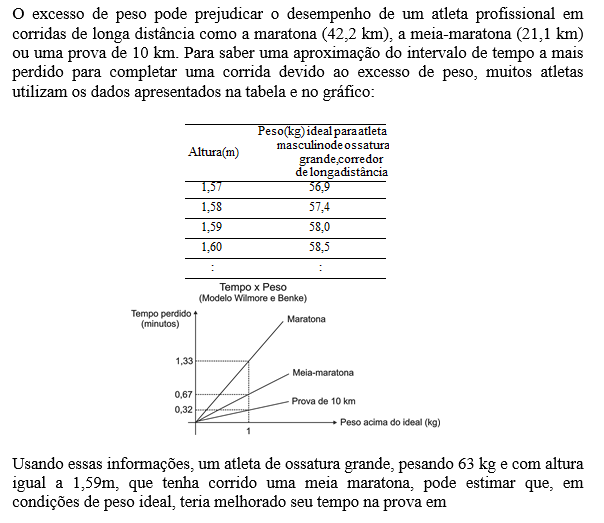 O excesso de peso pode prejudicar o desempenho de um atleta profissional em
corridas de longa distância como a maratona (42,2 km), a meia-maratona (21,1 km)
ou uma prova de 10 km. Para saber uma aproximação do intervalo de tempo a mais
perdido para completar uma corrida devido ao excesso de peso, muitos atletas
utilizam os dados apresentados na tabela e no gráfico:
Altura(m)
Peso(kg) ideal para atleta
masculino de ossatura
grande,corredor
de longa distância
1,57 56,9
1,58 57,4
1,59 58,0
1,60 58,5
: :
Tempo x Peso
(Modelo Wilmore e Benke)
Tempo perdido
(minutos)
Maratona
1,33
Meia-maratona
0,67
Prova de 10 km
0,32
Peso acima do ideal (kg)
1
Usando essas informações, um atleta de ossatura grande, pesando 63 kg e com altura
igual a 1,59m, que tenha corrido uma meia maratona, pode estimar que, em
condições de peso ideal, teria melhorado seu tempo na prova em